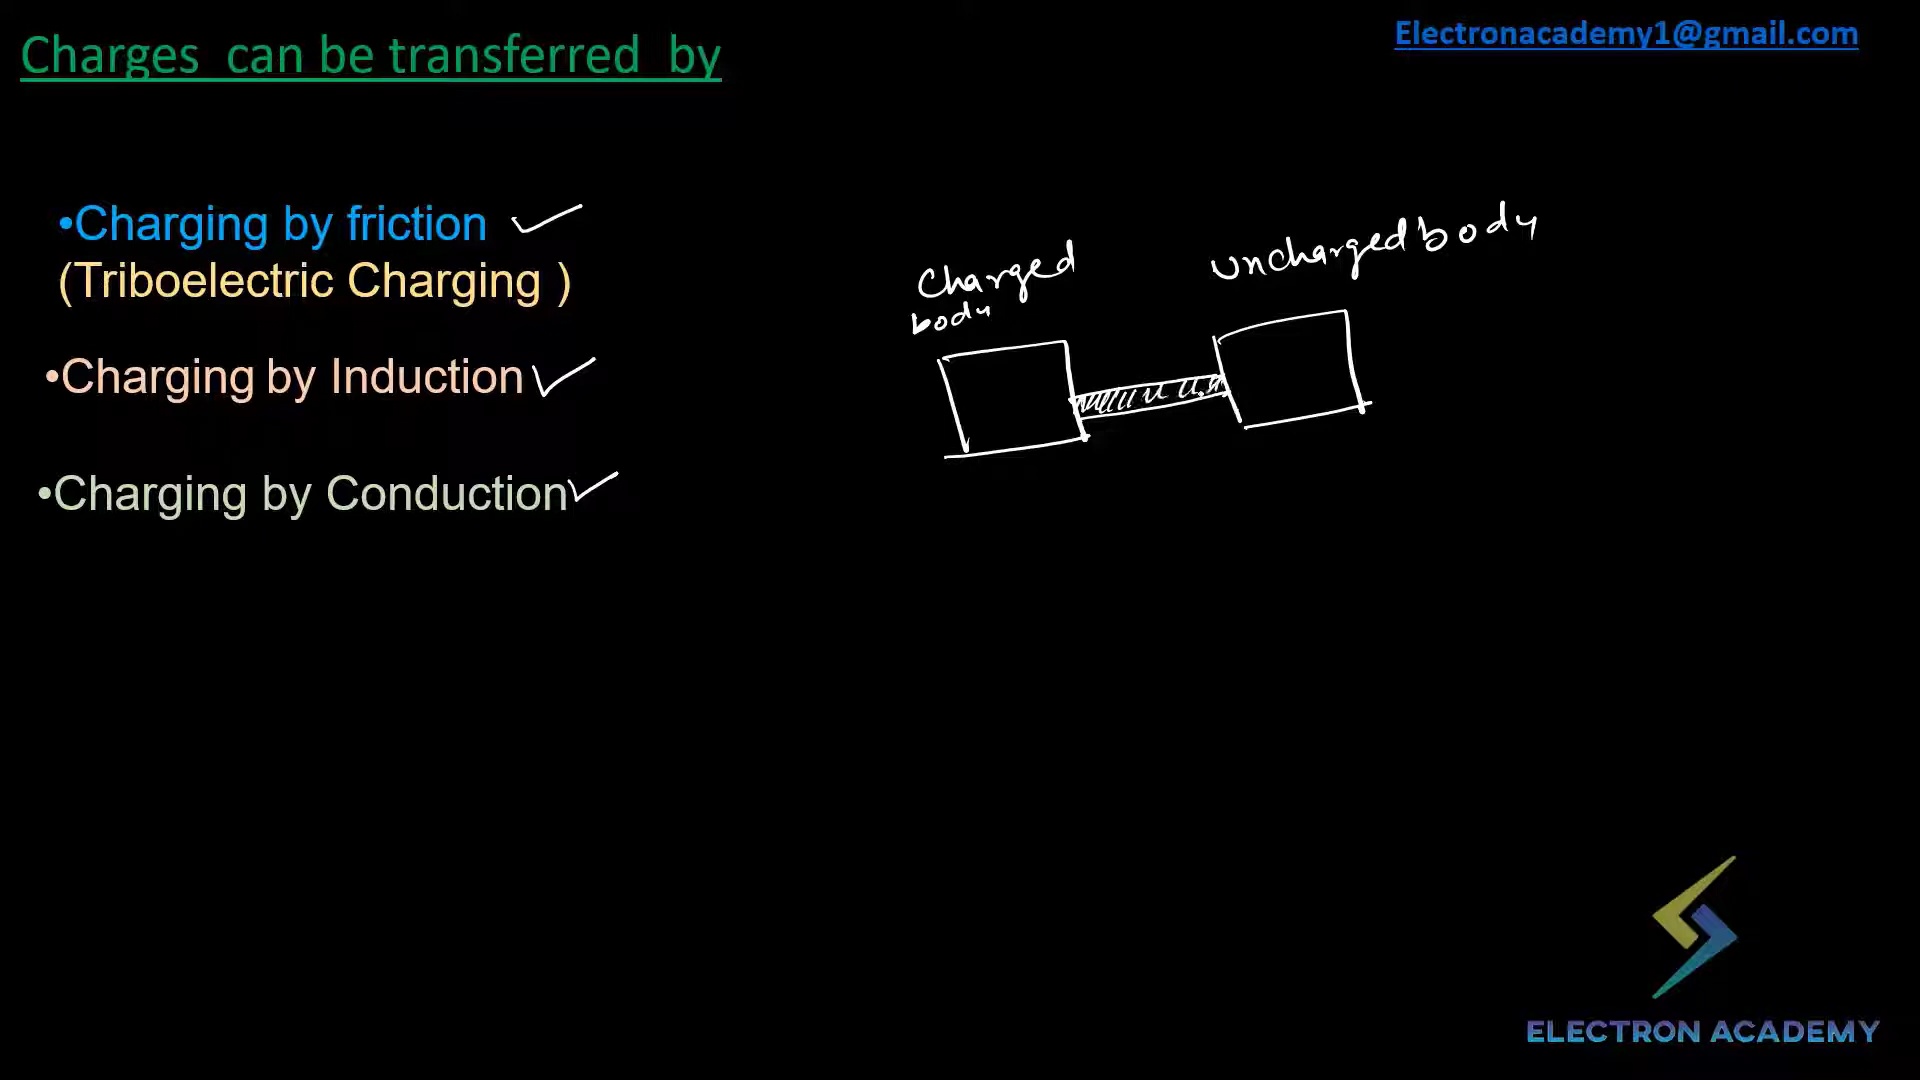 Charges can be transferred by
Electronacademy1@gmail.com
•Charging by friction
(Triboelectric Charging )
•Charging by Induction
•Charging by Conduction
Charged
body
uncharged body
ELECTRON ACADEMY